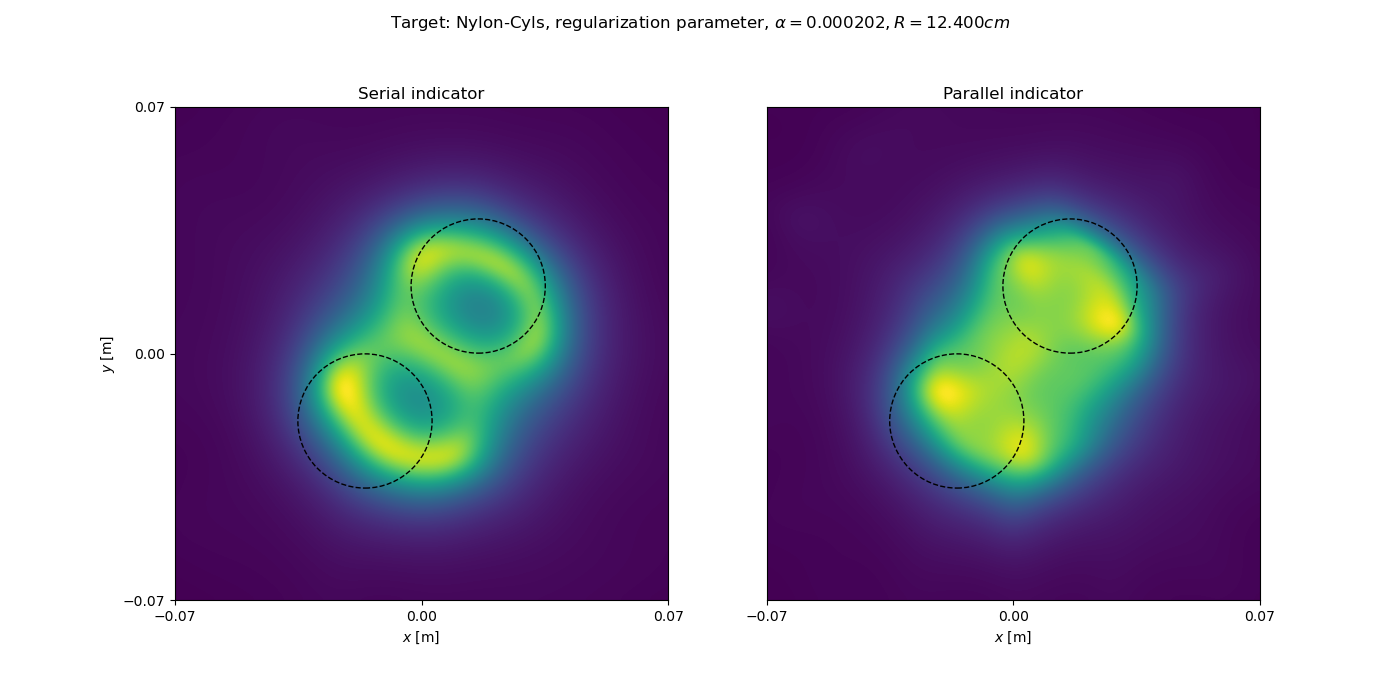 Target: Nylon-Cyls, regularization parameter, α = 0.000202, R = 12.400cm
Serial indicator
Parallel indicator
0.07
0.00
−0.07
y [m]
−0.07 0.00 0.07
−0.07 0.00 0.07
x [m]
x [m]